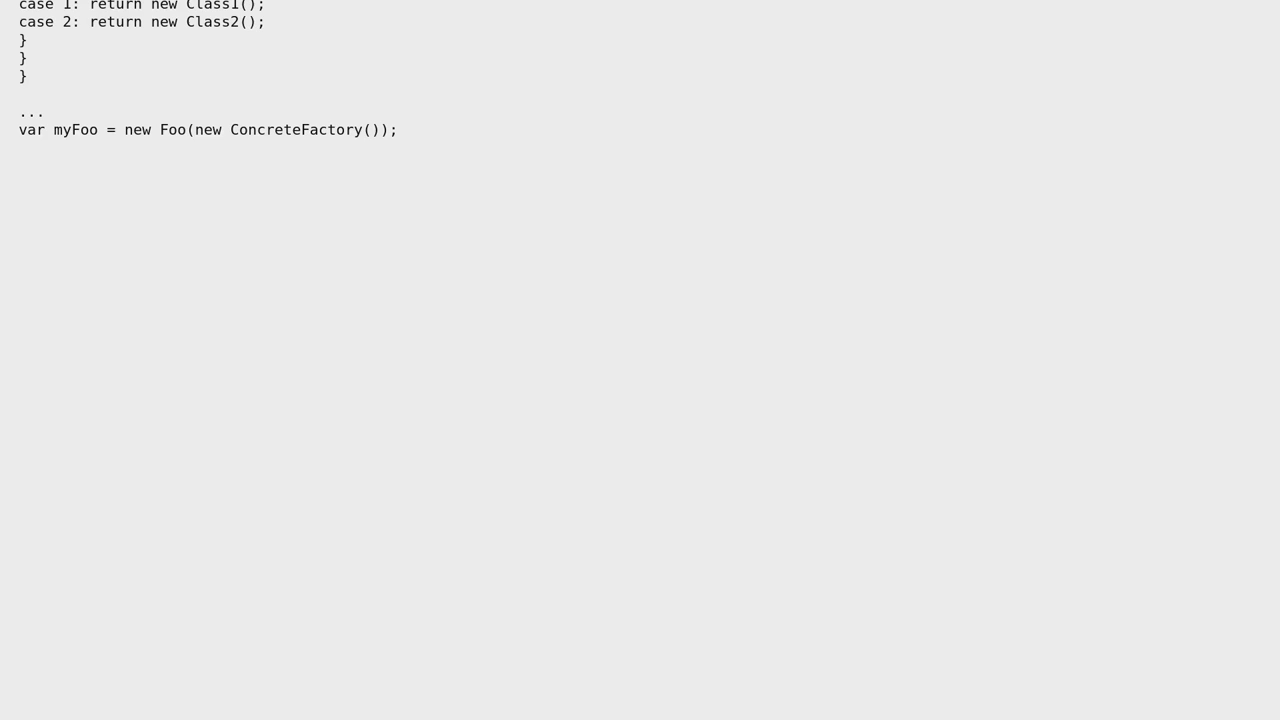 case 1: return new Class1();
case 2: return new Class2();
}
}
}

...
var myFoo = new Foo(new ConcreteFactory());